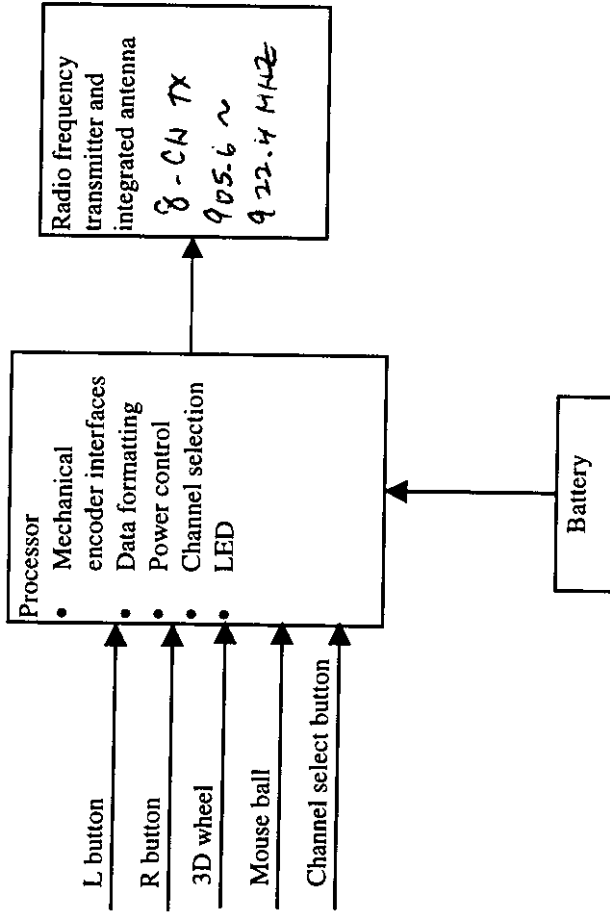 L button
R button
3D wheel
Mouse ball
Channel select button
Processor
• Mechanical
encoder interfaces
• Data formatting
• Power control
• Channel selection
• LED
Battery
Radio frequency
transmitter and
integrated antenna
8-CH TX
905.6 ~
922.4 MHZ